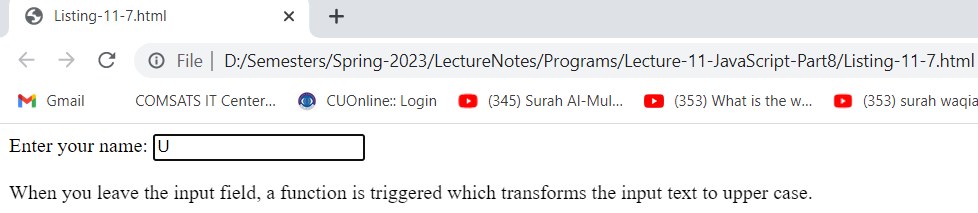 Listing-11-7.html
File D:/Semesters/Spring-2023/LectureNotes/Programs/Lecture-11-JavaScript-Part8/Listing-11-7.html
Gmail COMSATS IT Center... CUOnline:: Login (345) Surah Al-Mul... (353) What is the w... (353) surah waqia
Enter your name: U
When you leave the input field, a function is triggered which transforms the input text to upper case.